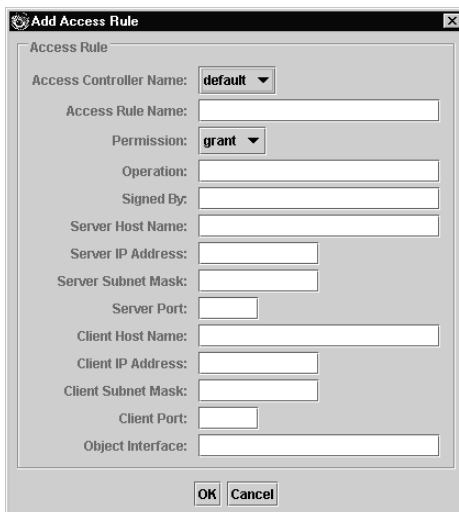 Add Access Rule
Access Rule
Access Controller Name: default
Access Rule Name:
Permission: grant
Operation:
Signed By:
Server Host Name:
Server IP Address:
Server Subnet Mask:
Server Port:
Client Host Name:
Client IP Address:
Client Subnet Mask:
Client Port:
Object Interface:
OK Cancel